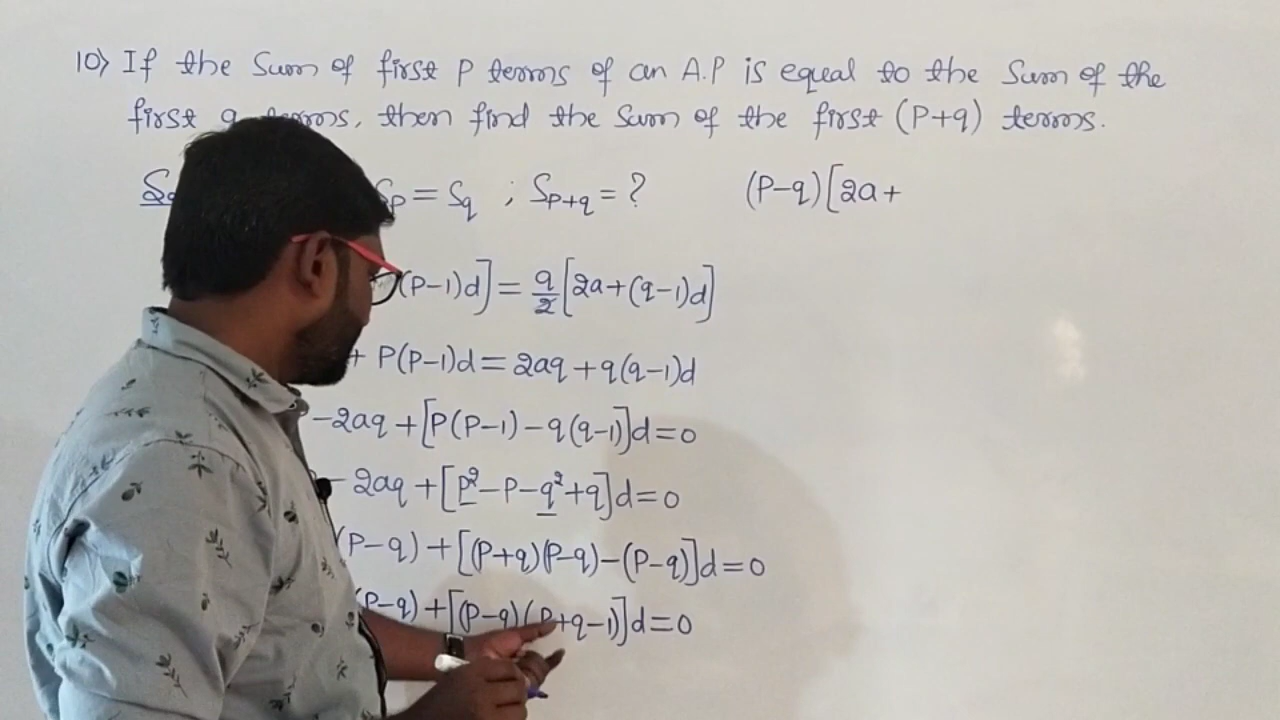 10) If the Sum of first P terms of an A.P is equal to the Sum of the
first q terms, then find the Sum of the first (P+q) terms.
Sp = Sq ; Sp+q = ?
(P-q)[2a+
(P-1)d] = q/2 [2a+(q-1)d]
+ P(P-1)d = 2aq + q(q-1)d
-2aq + [P(P-1) - q(q-1)]d = 0
- 2aq + [P² - P - q² + q]d = 0
(P-q) + [(P+q)(P-q) - (P-q)]d = 0
(P-q) + [(P-q)(P+q-1)]d = 0